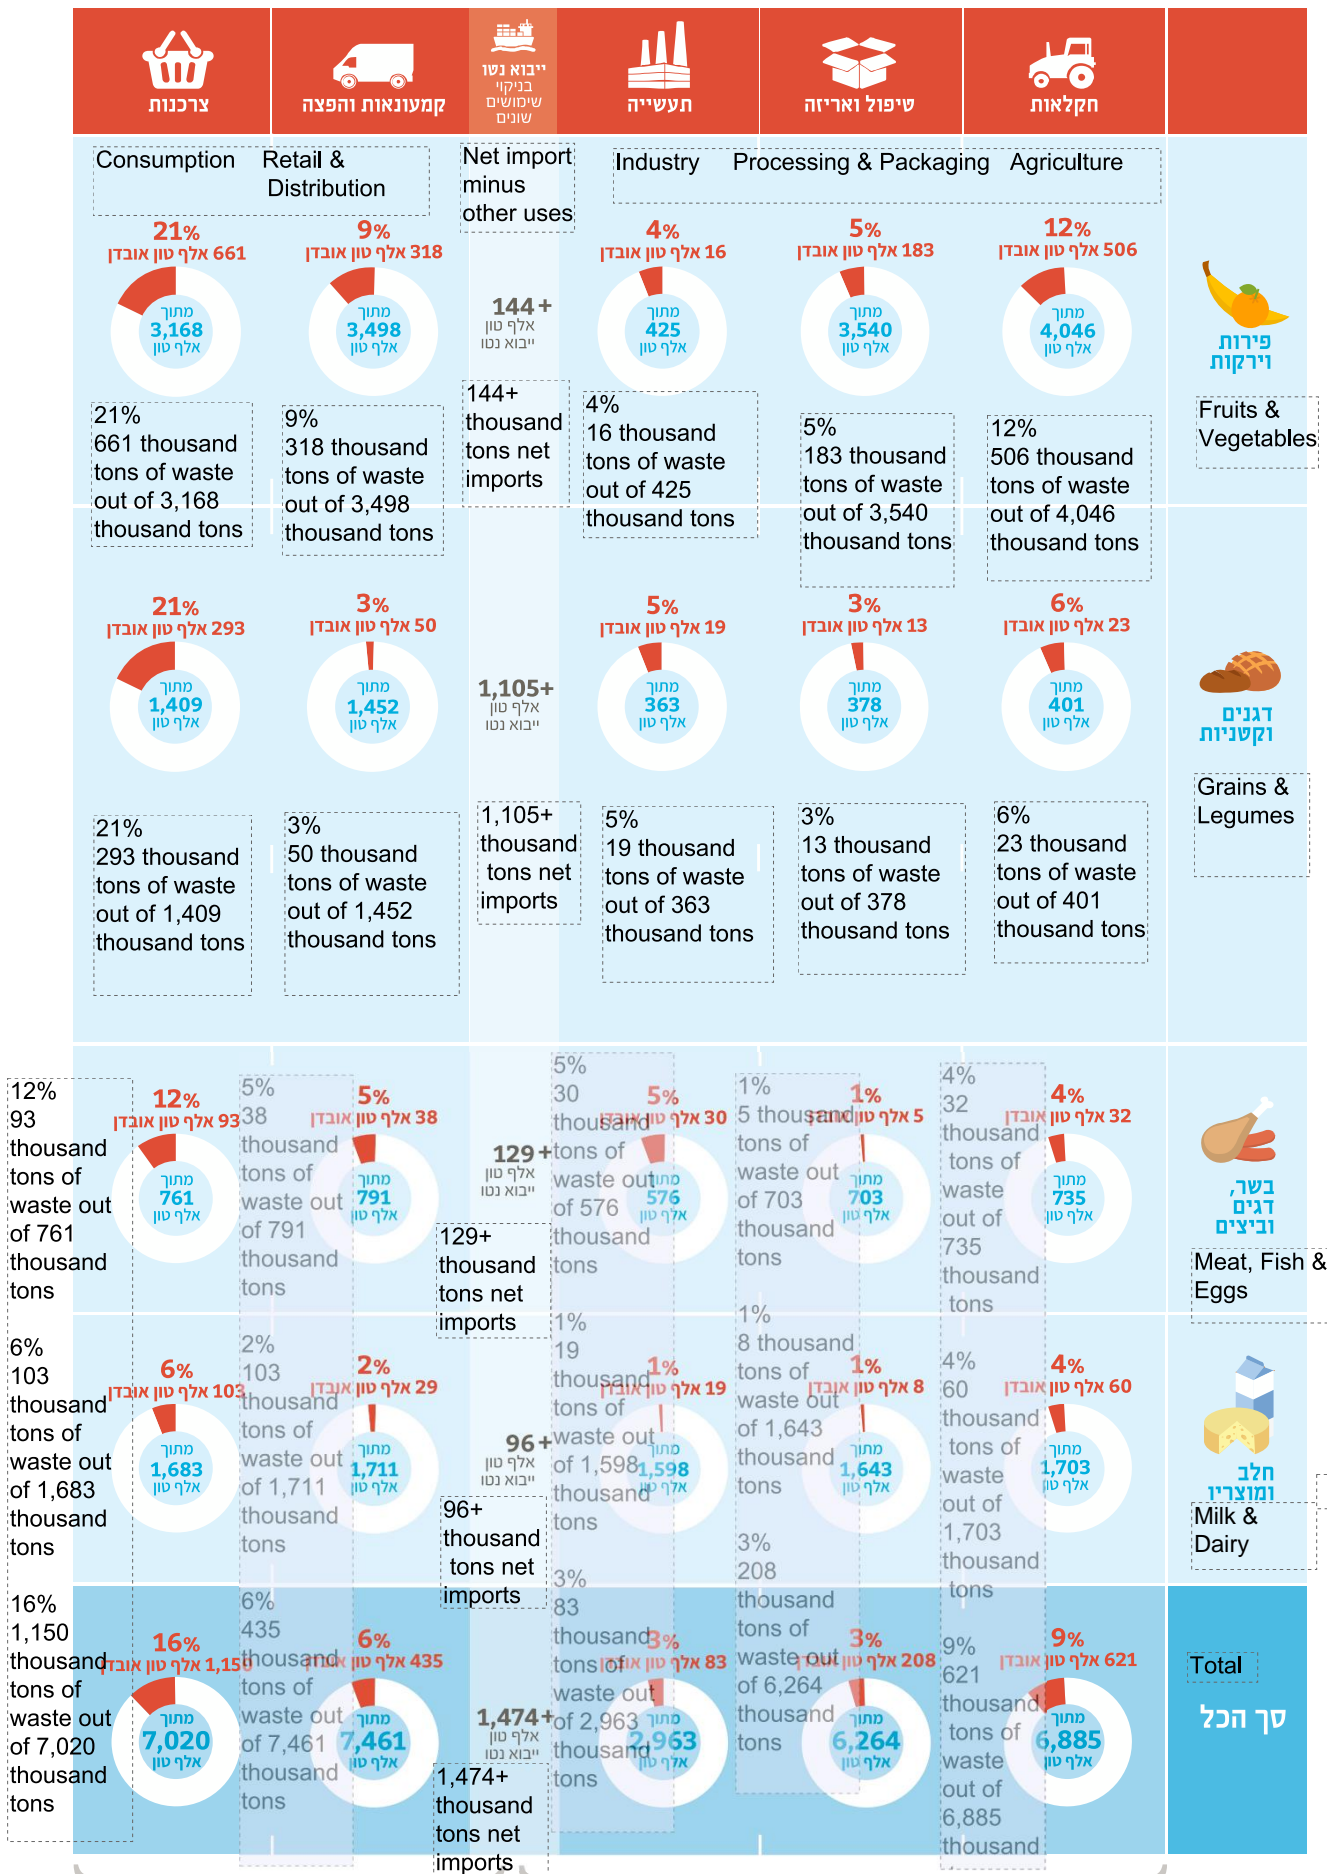 חקלאות
טיפול ואריזה
תעשייה
ייבוא נטו
בניקוי
שימושים
שונים
קמעונאות והפצה
צרכנות
Consumption
Retail &
Distribution
Net import
minus
other uses
Industry
Processing & Packaging
Agriculture
פירות
וירקות
Fruits &
Vegetables
12%
506 אלף טון אובדן
מתוך
4,046
אלף טון
5%
183 אלף טון אובדן
מתוך
3,540
אלף טון
4%
16 אלף טון אובדן
מתוך
425
אלף טון
144+
אלף טון
ייבוא נטו
9%
318 אלף טון אובדן
מתוך
3,498
אלף טון
21%
661 אלף טון אובדן
מתוך
3,168
אלף טון
21%
661 thousand
tons of waste
out of 3,168
thousand tons
9%
318 thousand
tons of waste
out of 3,498
thousand tons
144+
thousand
tons net
imports
4%
16 thousand
tons of waste
out of 425
thousand tons
5%
183 thousand
tons of waste
out of 3,540
thousand tons
12%
506 thousand
tons of waste
out of 4,046
thousand tons
דגנים
וקטניות
Grains &
Legumes
6%
23 אלף טון אובדן
מתוך
401
אלף טון
3%
13 אלף טון אובדן
מתוך
378
אלף טון
5%
19 אלף טון אובדן
מתוך
363
אלף טון
1,105+
אלף טון
ייבוא נטו
3%
50 אלף טון אובדן
מתוך
1,452
אלף טון
21%
293 אלף טון אובדן
מתוך
1,409
אלף טון
21%
293 thousand
tons of waste
out of 1,409
thousand tons
3%
50 thousand
tons of waste
out of 1,452
thousand tons
1,105+
thousand
tons net
imports
5%
19 thousand
tons of waste
out of 363
thousand tons
3%
13 thousand
tons of waste
out of 378
thousand tons
6%
23 thousand
tons of waste
out of 401
thousand tons
בשר,
דגים
וביצים
Meat, Fish &
Eggs
4%
32 אלף טון אובדן
מתוך
735
אלף טון
1%
5 אלף טון אובדן
מתוך
703
אלף טון
5%
30 אלף טון אובדן
מתוך
576
אלף טון
129+
אלף טון
ייבוא נטו
5%
38 אלף טון אובדן
מתוך
791
אלף טון
12%
93 אלף טון אובדן
מתוך
761
אלף טון
12%
93
thousand
tons of
waste out
of 761
thousand
tons
5%
38
thousand
tons of
waste out
of 791
thousand
tons
129+
thousand
tons net
imports
5%
30
thousand
tons of
waste out
of 576
thousand
tons
1%
5 thousand
tons of
waste out
of 703
thousand
tons
4%
32
thousand
tons of
waste
out of
735
thousand
tons
חלב
ומוצריו
Milk &
Dairy
4%
60 אלף טון אובדן
מתוך
1,703
אלף טון
1%
8 אלף טון אובדן
מתוך
1,643
אלף טון
1%
19 אלף טון אובדן
מתוך
1,598
אלף טון
96+
אלף טון
ייבוא נטו
2%
29 אלף טון אובדן
מתוך
1,711
אלף טון
6%
103 אלף טון אובדן
מתוך
1,683
אלף טון
6%
103
thousand
tons of
waste out
of 1,683
thousand
tons
2%
103
thousand
tons of
waste out
of 1,711
thousand
tons
96+
thousand
tons net
imports
1%
19
thousand
tons of
waste out
of 1,598
thousand
tons
1%
8 thousand
tons of
waste out
of 1,643
thousand
tons
4%
60
thousand
tons of
waste
out of
1,703
thousand
tons
Total
סך הכל
9%
621 אלף טון אובדן
מתוך
6,885
אלף טון
3%
208 אלף טון אובדן
מתוך
6,264
אלף טון
3%
83 אלף טון אובדן
מתוך
2,963
אלף טון
1,474+
אלף טון
ייבוא נטו
6%
435 אלף טון אובדן
מתוך
7,461
אלף טון
16%
1,150 אלף טון אובדן
מתוך
7,020
אלף טון
16%
1,150
thousand
tons of
waste out
of 7,020
thousand
tons
6%
435
thousand
tons of
waste out
of 7,461
thousand
tons
1,474+
thousand
tons net
imports
3%
83
thousand
tons of
waste out
of 2,963
thousand
tons
3%
208
thousand
tons of
waste out
of 6,264
thousand
tons
9%
621
thousand
tons of
waste
out of
6,885
thousand